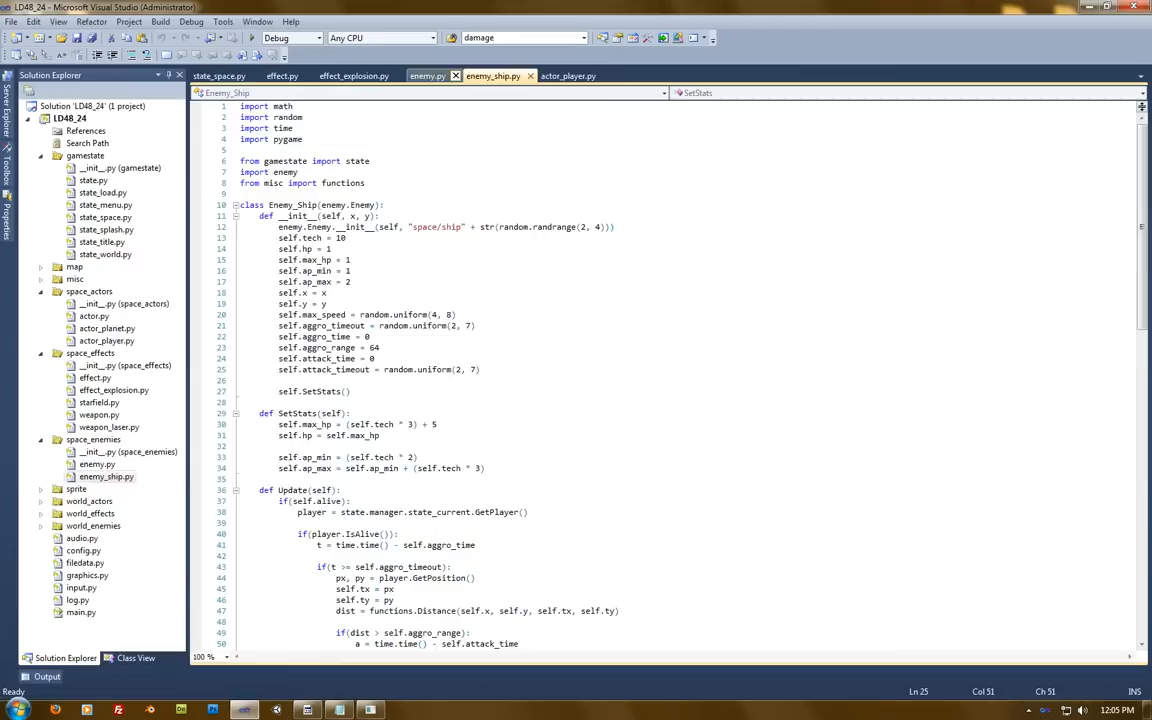 LD48_24 - Microsoft Visual Studio (Administrator)
File Edit View Refactor Project Build Debug Tools Window Help
Debug Any CPU damage
Solution Explorer
state_space.py effect.py effect_explosion.py enemy.py enemy_ship.py actor_player.py
Enemy_Ship SetStats
Server Explorer
Toolbox
Properties
Solution 'LD48_24' (1 project)
LD48_24
References
Search Path
gamestate
__init__.py (gamestate)
state.py
state_load.py
state_menu.py
state_space.py
state_splash.py
state_title.py
state_world.py
map
misc
space_actors
__init__.py (space_actors)
actor.py
actor_planet.py
actor_player.py
space_effects
__init__.py (space_effects)
effect.py
effect_explosion.py
starfield.py
weapon.py
weapon_laser.py
space_enemies
__init__.py (space_enemies)
enemy.py
enemy_ship.py
sprite
world_actors
world_effects
world_enemies
audio.py
config.py
filedata.py
graphics.py
input.py
log.py
main.py
Solution Explorer Class View
1 import math
2 import random
3 import time
4 import pygame
5
6 from gamestate import state
7 import enemy
8 from misc import functions
9
10 class Enemy_Ship(enemy.Enemy):
11 def __init__(self, x, y):
12 enemy.Enemy.__init__(self, "space/ship" + str(random.randrange(2, 4)))
13 self.tech = 10
14 self.hp = 1
15 self.max_hp = 1
16 self.ap_min = 1
17 self.ap_max = 2
18 self.x = x
19 self.y = y
20 self.max_speed = random.uniform(4, 8)
21 self.aggro_timeout = random.uniform(2, 7)
22 self.aggro_time = 0
23 self.aggro_range = 64
24 self.attack_time = 0
25 self.attack_timeout = random.uniform(2, 7)
26
27 self.SetStats()
28
29 def SetStats(self):
30 self.max_hp = (self.tech * 3) + 5
31 self.hp = self.max_hp
32
33 self.ap_min = (self.tech * 2)
34 self.ap_max = self.ap_min + (self.tech * 3)
35
36 def Update(self):
37 if(self.alive):
38 player = state.manager.state_current.GetPlayer()
39
40 if(player.IsAlive()):
41 t = time.time() - self.aggro_time
42
43 if(t >= self.aggro_timeout):
44 px, py = player.GetPosition()
45 self.tx = px
46 self.ty = py
47 dist = functions.Distance(self.x, self.y, self.tx, self.ty)
48
49 if(dist > self.aggro_range):
50 a = time.time() - self.attack_time
100 %
Output
Ready Ln 25 Col 51 Ch 51 INS
12:05 PM